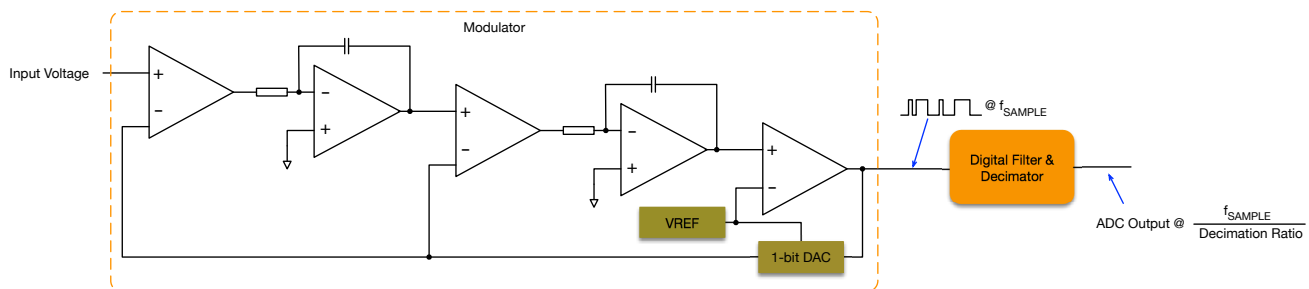 Modulator
Input Voltage
+
−
−
+
+
−
−
+
+
−
@ fSAMPLE
Digital Filter &
Decimator
VREF
1-bit DAC
ADC Output @
fSAMPLE
Decimation Ratio